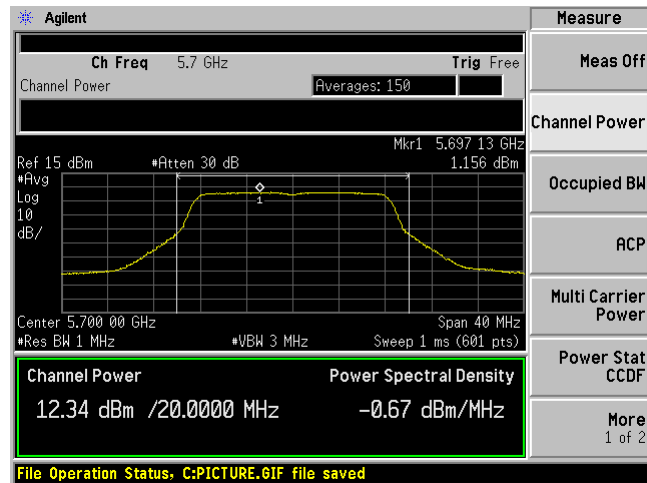 Agilent
Measure
Ch Freq 5.7 GHz Trig Free
Meas Off
Channel Power Averages: 150
Channel Power
Mkr1 5.697 13 GHz
Ref 15 dBm #Atten 30 dB 1.156 dBm
#Avg
Log
10
dB/
1
Occupied BW
ACP
Center 5.700 00 GHz Span 40 MHz
#Res BW 1 MHz #VBW 3 MHz Sweep 1 ms (601 pts)
Multi Carrier
Power
Channel Power Power Spectral Density
12.34 dBm /20.0000 MHz -0.67 dBm/MHz
Power Stat
CCDF
More
1 of 2
File Operation Status, C:PICTURE.GIF file saved